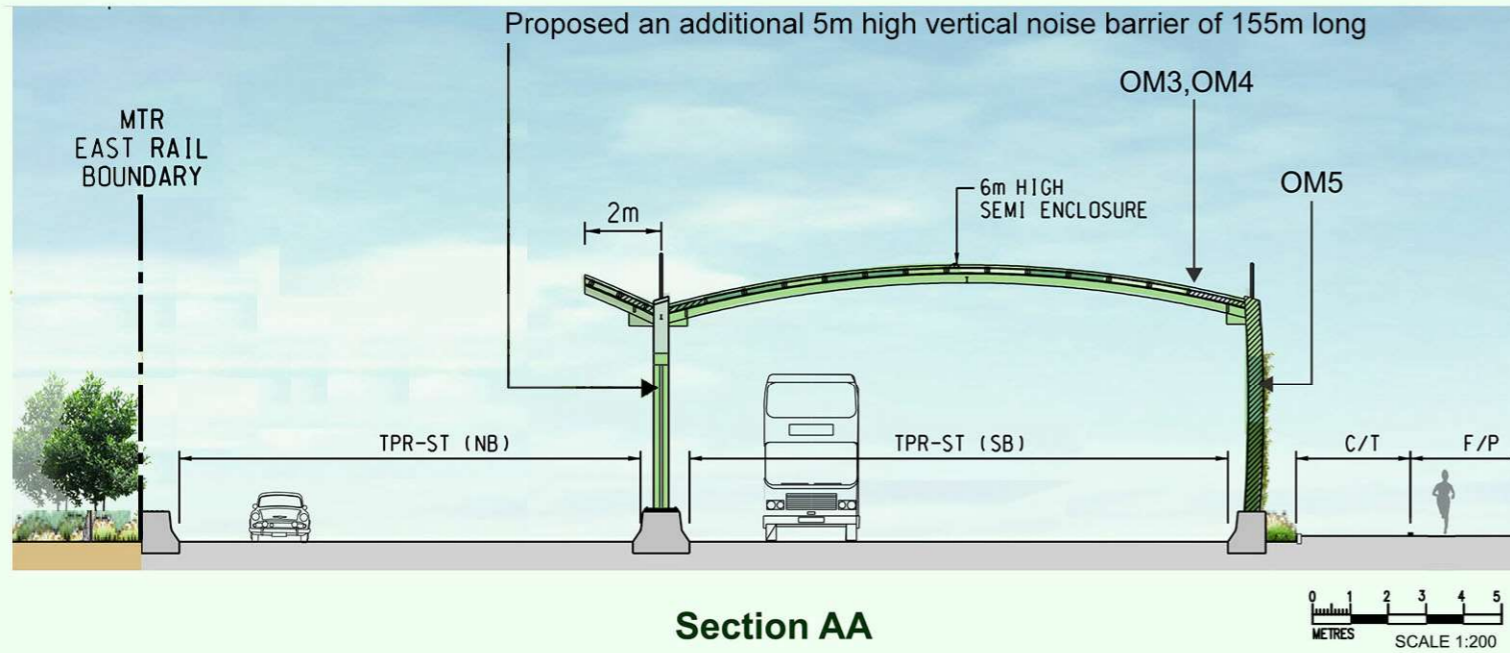 Proposed an additional 5m high vertical noise barrier of 155m long
OM3,OM4
MTR
EAST RAIL
BOUNDARY
6m HIGH
SEMI ENCLOSURE
OM5
2m
TPR-ST (NB)
TPR-ST (SB)
C/T
F/P
Section AA
0 1 2 3 4 5
METRES
SCALE 1:200